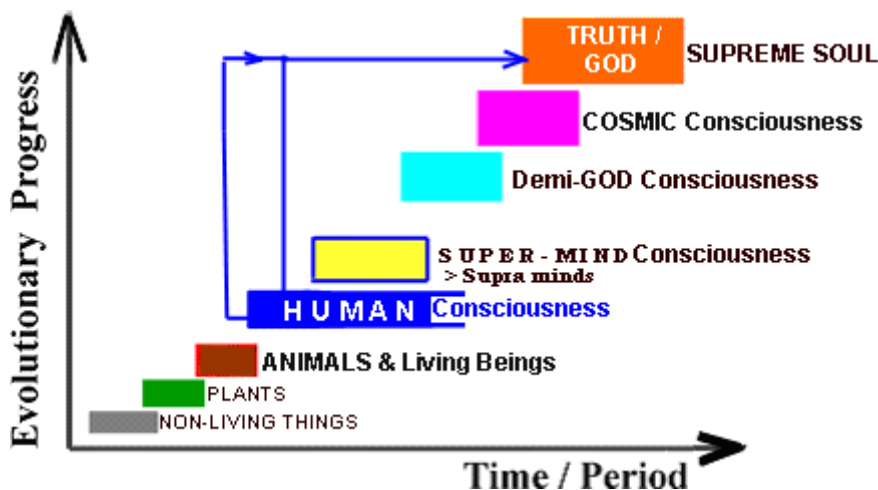 TRUTH /
GOD
SUPREME SOUL
COSMIC Consciousness
Demi-GOD Consciousness
SUPER-MIND Consciousness
> Supra minds
HUMAN Consciousness
ANIMALS & Living Beings
PLANTS
NON-LIVING THINGS
Evolutionary Progress
Time / Period